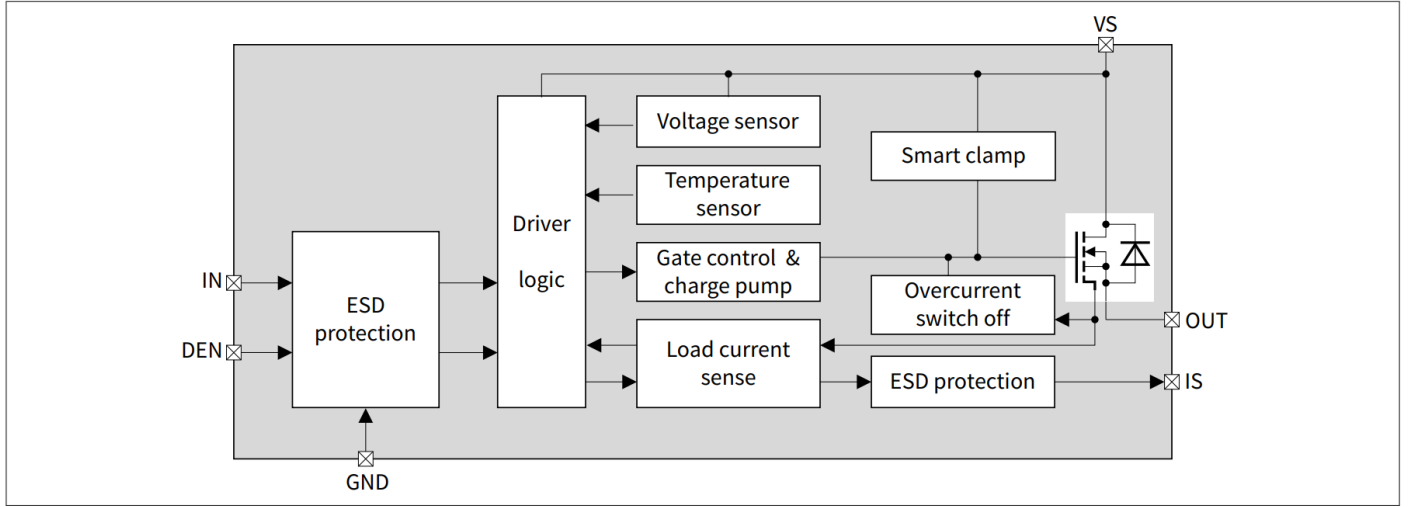 VS
Voltage sensor
Smart clamp
Temperature
sensor
Driver
logic
Gate control & 
charge pump
IN
ESD
protection
Overcurrent
switch off
OUT
DEN
Load current
sense
ESD protection
IS
GND